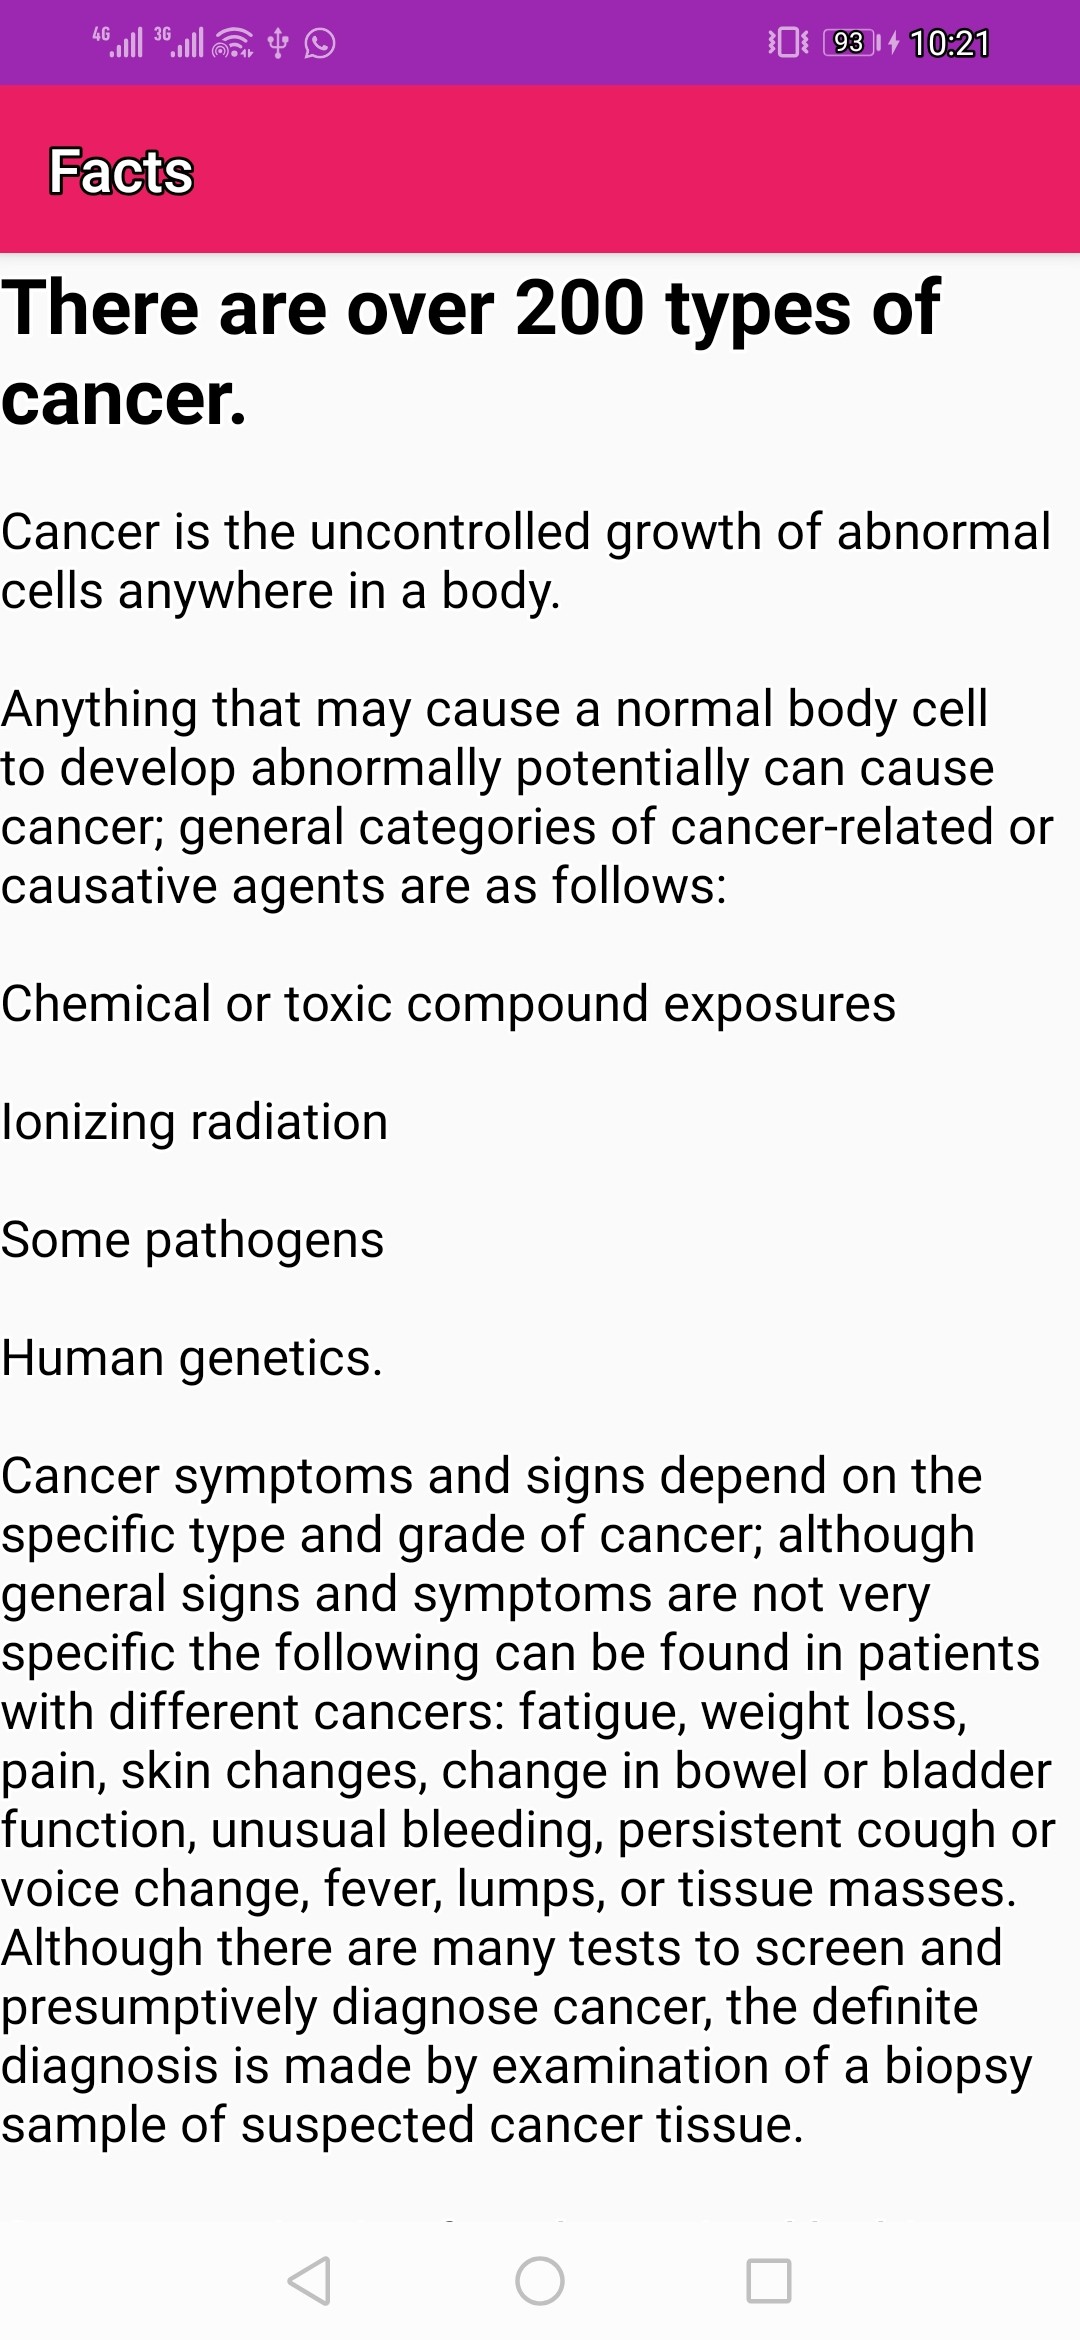 4G 3G 93 10:21
Facts
There are over 200 types of
cancer.
Cancer is the uncontrolled growth of abnormal
cells anywhere in a body.
Anything that may cause a normal body cell
to develop abnormally potentially can cause
cancer; general categories of cancer-related or
causative agents are as follows:
Chemical or toxic compound exposures
Ionizing radiation
Some pathogens
Human genetics.
Cancer symptoms and signs depend on the
specific type and grade of cancer; although
general signs and symptoms are not very
specific the following can be found in patients
with different cancers: fatigue, weight loss,
pain, skin changes, change in bowel or bladder
function, unusual bleeding, persistent cough or
voice change, fever, lumps, or tissue masses.
Although there are many tests to screen and
presumptively diagnose cancer, the definite
diagnosis is made by examination of a biopsy
sample of suspected cancer tissue.